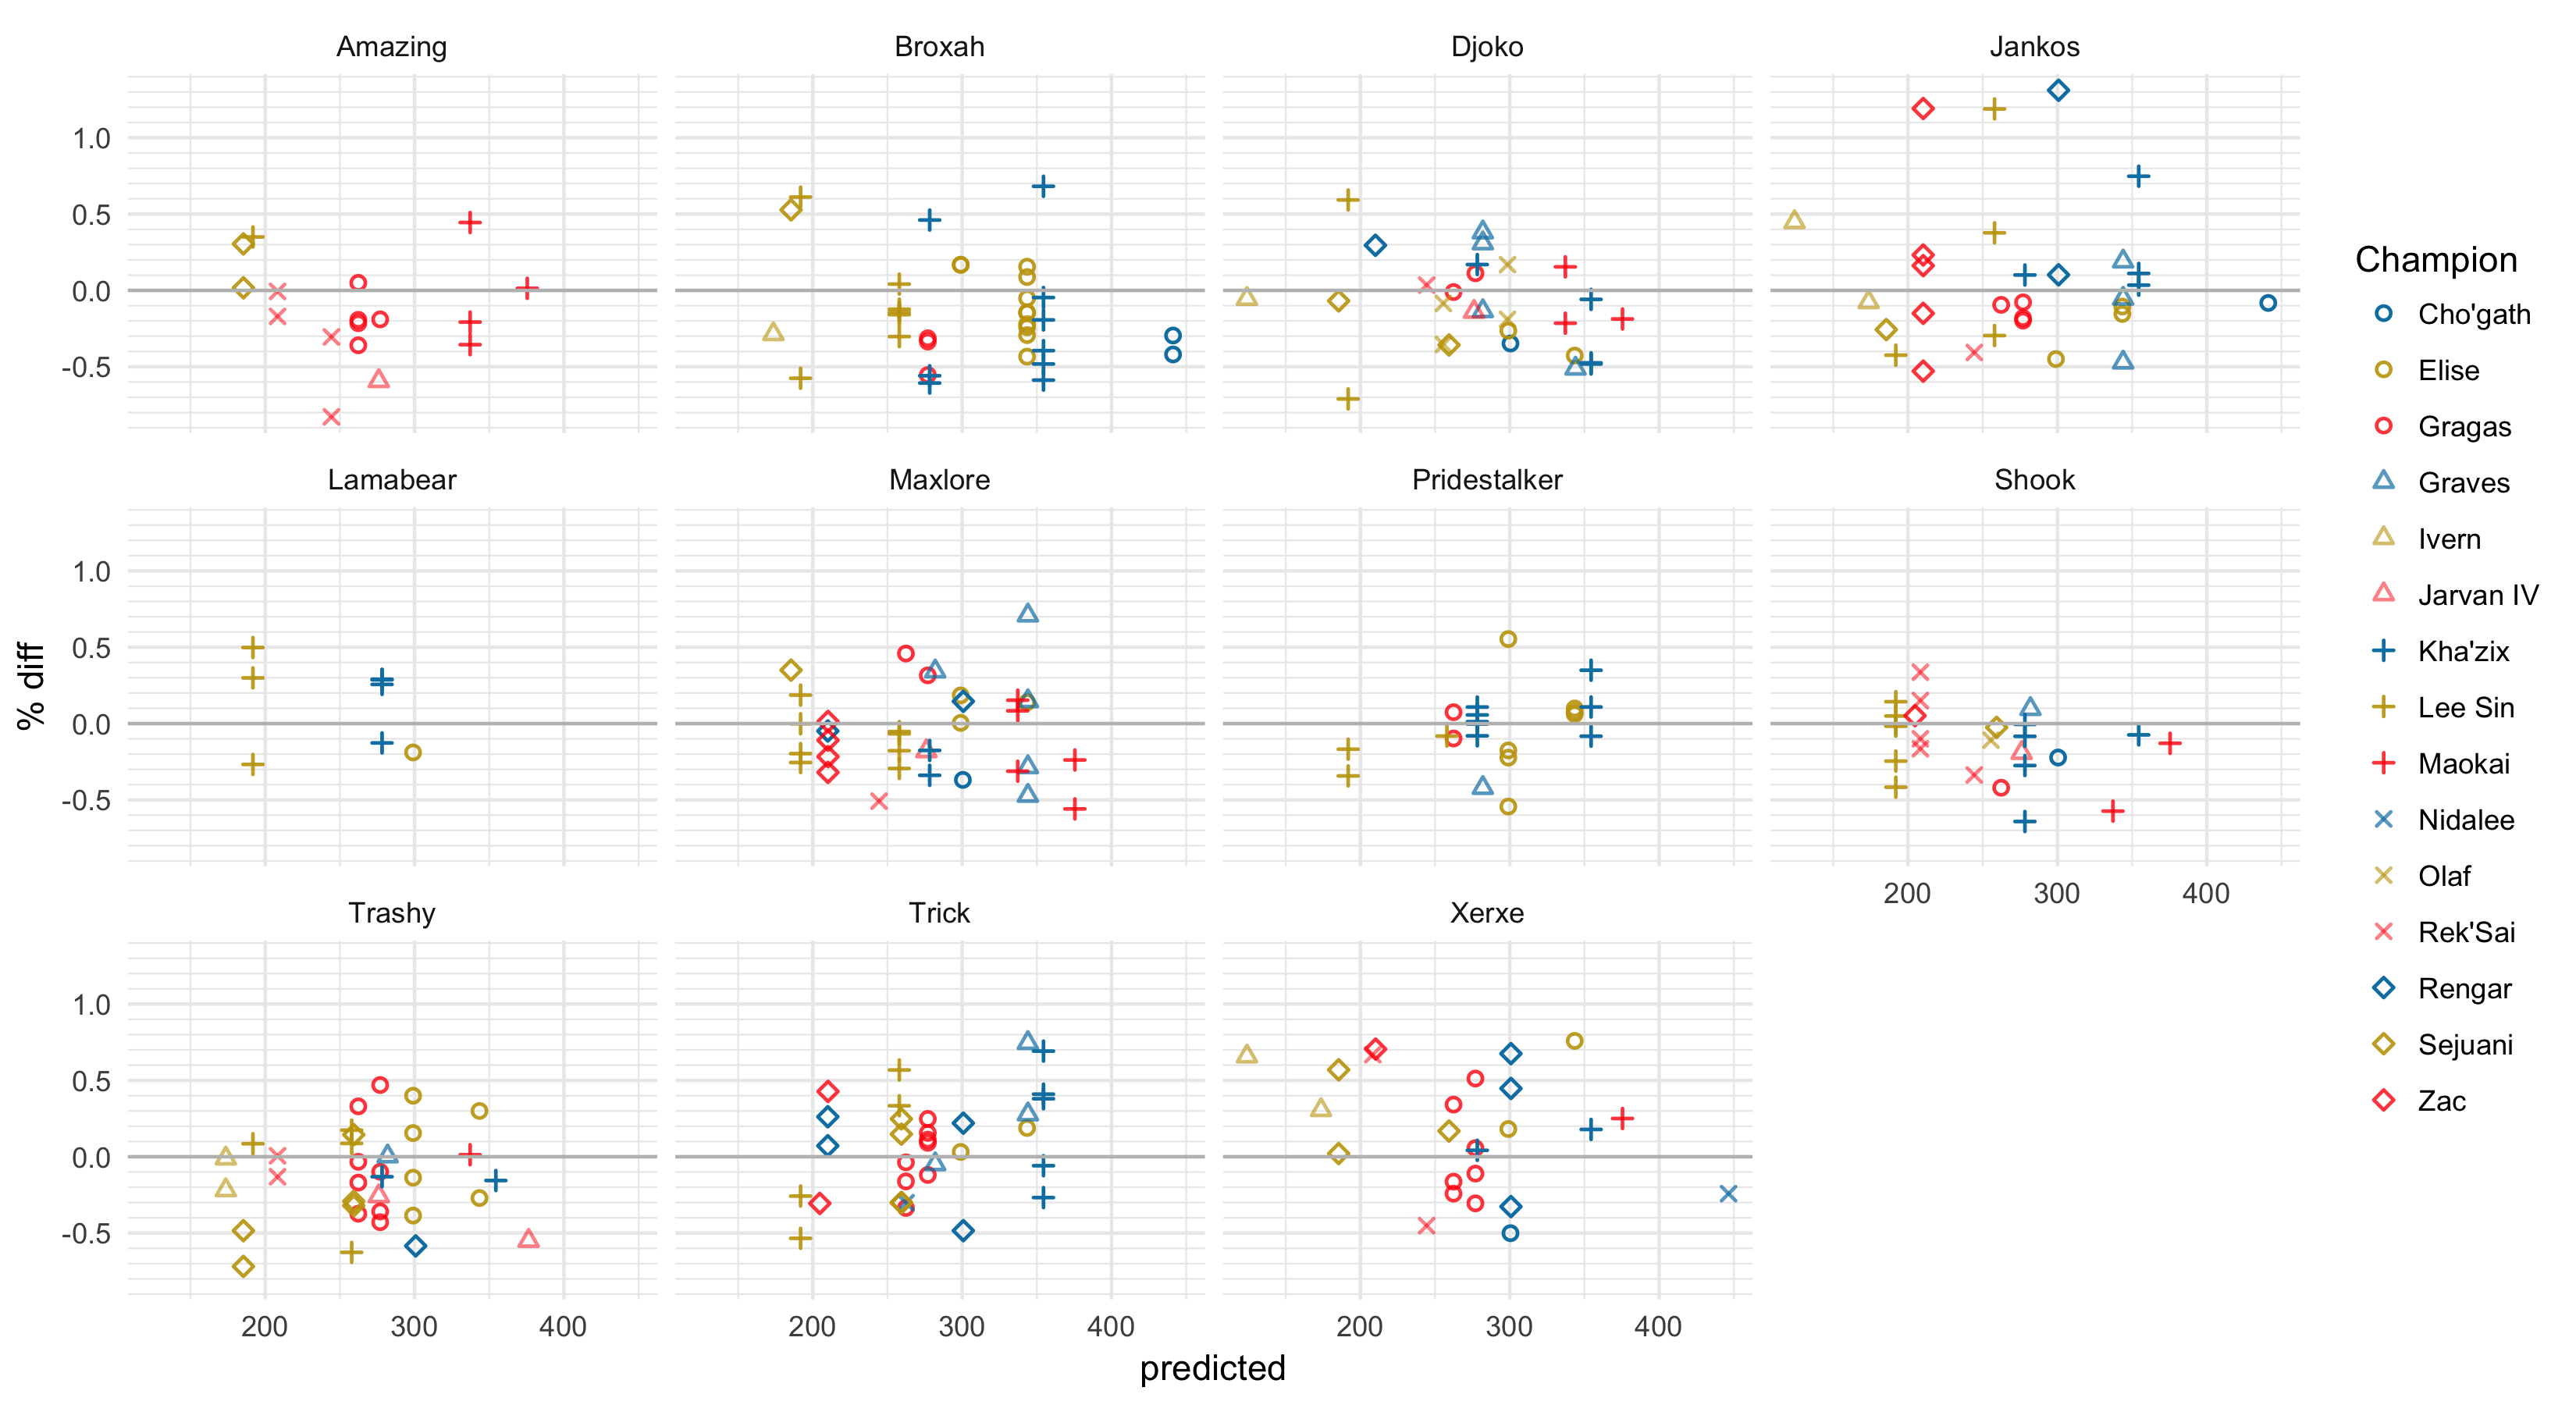 Amazing
Broxah
Djoko
Jankos
1.0
0.5
0.0
-0.5
Lamabear
Maxlore
Pridestalker
Shook
1.0
0.5
0.0
-0.5
200 300 400
Trashy
Trick
Xerxe
1.0
0.5
0.0
-0.5
200 300 400
200 300 400
200 300 400
predicted
% diff
Champion
Cho'gath
Elise
Gragas
Graves
Ivern
Jarvan IV
Kha'zix
Lee Sin
Maokai
Nidalee
Olaf
Rek'Sai
Rengar
Sejuani
Zac